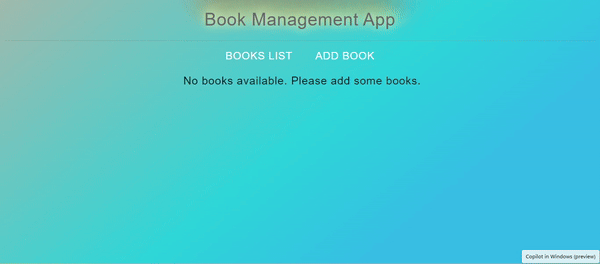 Book Management App
BOOKS LIST ADD BOOK
No books available. Please add some books.
Copilot in Windows (preview)